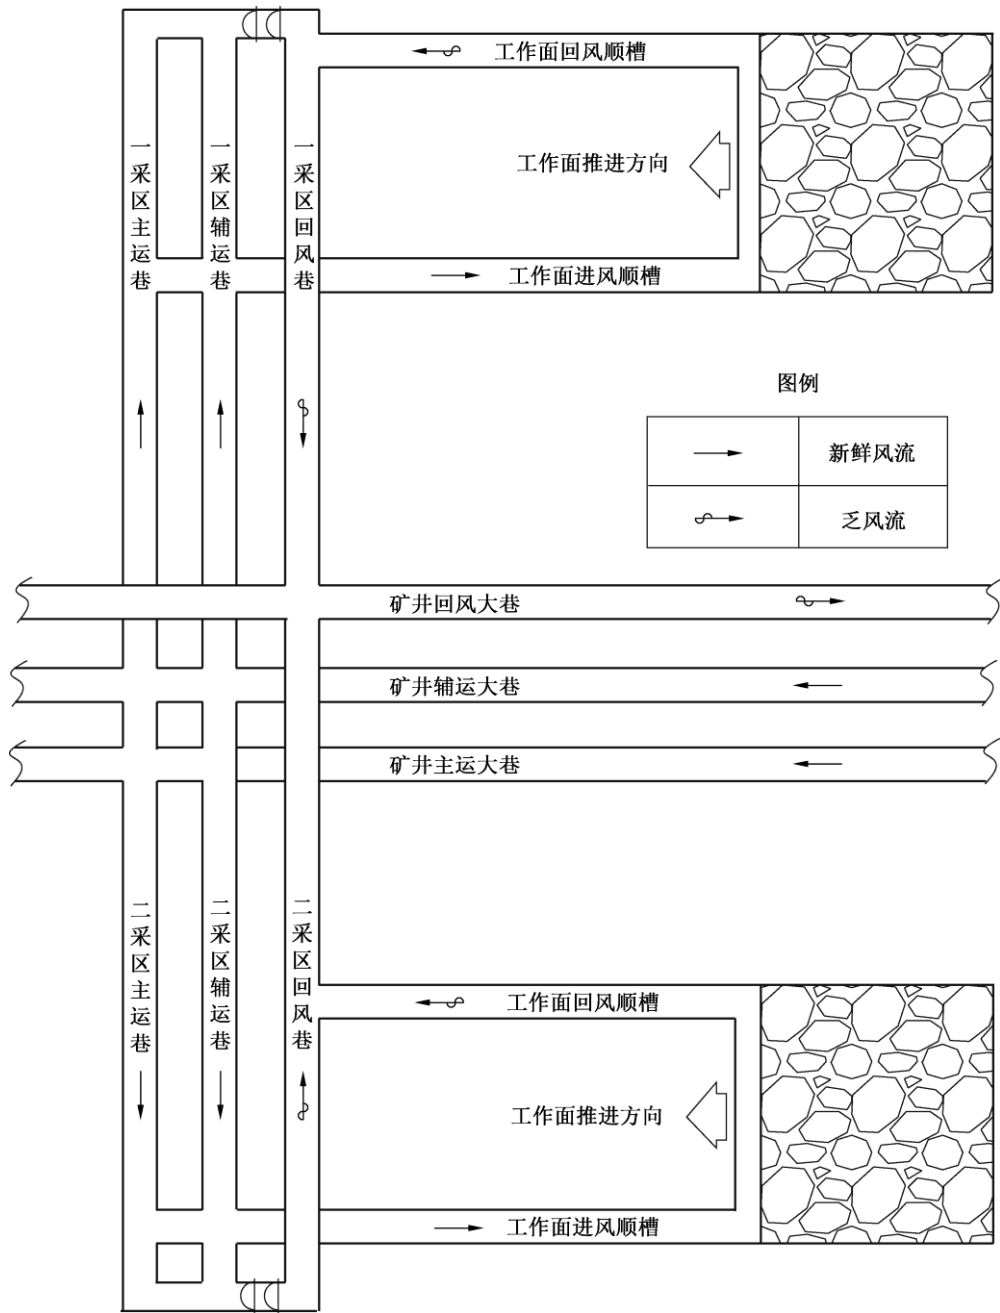 工作面回风顺槽
一采区主运巷
一采区辅运巷
一采区回风巷
工作面推进方向
工作面进风顺槽
图例
新鲜风流
乏风流
矿井回风大巷
矿井辅运大巷
矿井主运大巷
二采区主运巷
二采区辅运巷
二采区回风巷
工作面回风顺槽
工作面推进方向
工作面进风顺槽